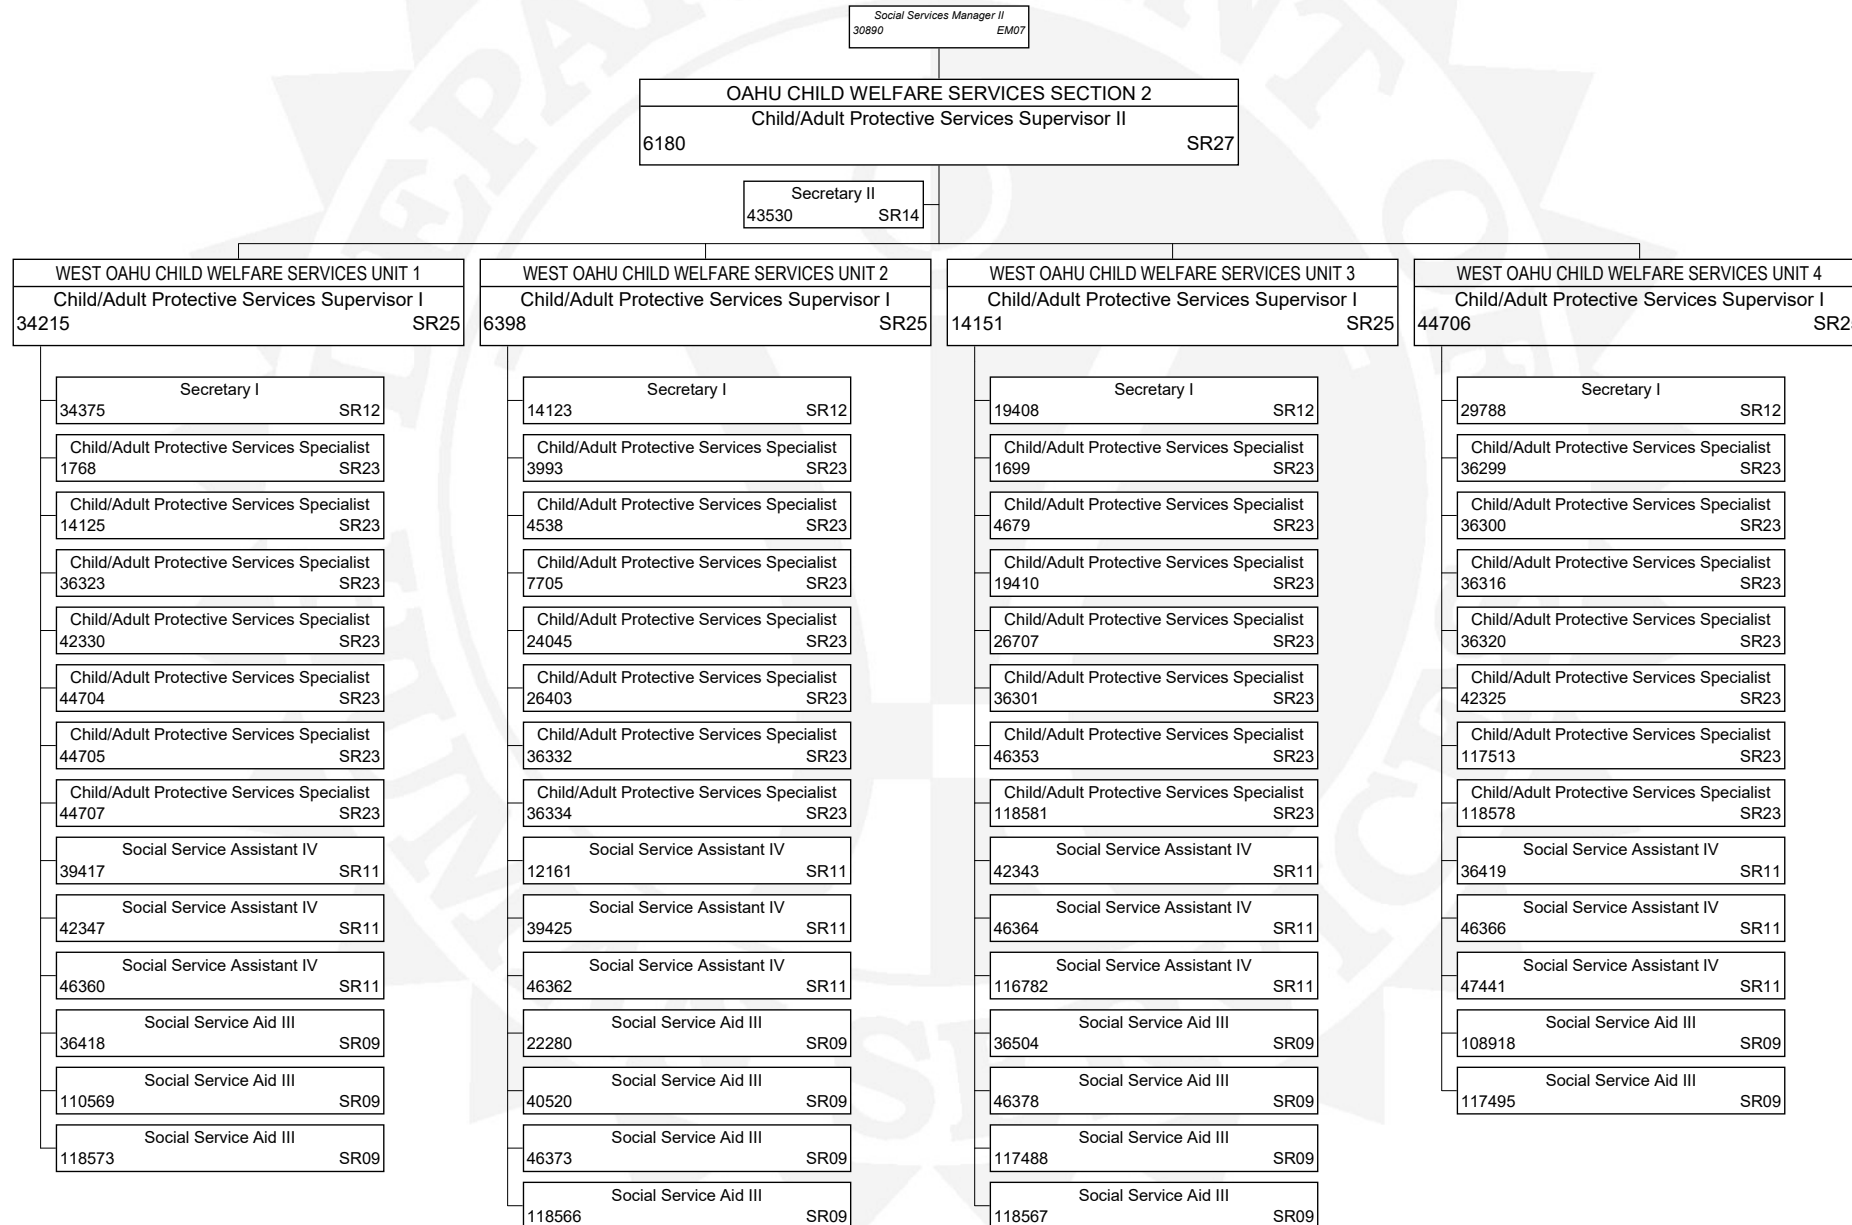 Social Services Manager II
30890 EM07
OAHU CHILD WELFARE SERVICES SECTION 2
Child/Adult Protective Services Supervisor II
6180 SR27
Secretary II
43530 SR14
WEST OAHU CHILD WELFARE SERVICES UNIT 1
Child/Adult Protective Services Supervisor I
34215 SR25
Secretary I
34375 SR12
Child/Adult Protective Services Specialist
1768 SR23
Child/Adult Protective Services Specialist
14125 SR23
Child/Adult Protective Services Specialist
36323 SR23
Child/Adult Protective Services Specialist
42330 SR23
Child/Adult Protective Services Specialist
44704 SR23
Child/Adult Protective Services Specialist
44705 SR23
Child/Adult Protective Services Specialist
44707 SR23
Social Service Assistant IV
39417 SR11
Social Service Assistant IV
42347 SR11
Social Service Assistant IV
46360 SR11
Social Service Aid III
36418 SR09
Social Service Aid III
110569 SR09
Social Service Aid III
118573 SR09
WEST OAHU CHILD WELFARE SERVICES UNIT 2
Child/Adult Protective Services Supervisor I
6398 SR25
Secretary I
14123 SR12
Child/Adult Protective Services Specialist
3993 SR23
Child/Adult Protective Services Specialist
4538 SR23
Child/Adult Protective Services Specialist
7705 SR23
Child/Adult Protective Services Specialist
24045 SR23
Child/Adult Protective Services Specialist
26403 SR23
Child/Adult Protective Services Specialist
36332 SR23
Child/Adult Protective Services Specialist
36334 SR23
Social Service Assistant IV
12161 SR11
Social Service Assistant IV
39425 SR11
Social Service Assistant IV
46362 SR11
Social Service Aid III
22280 SR09
Social Service Aid III
40520 SR09
Social Service Aid III
46373 SR09
Social Service Aid III
118566 SR09
WEST OAHU CHILD WELFARE SERVICES UNIT 3
Child/Adult Protective Services Supervisor I
14151 SR25
Secretary I
19408 SR12
Child/Adult Protective Services Specialist
1699 SR23
Child/Adult Protective Services Specialist
4679 SR23
Child/Adult Protective Services Specialist
19410 SR23
Child/Adult Protective Services Specialist
26707 SR23
Child/Adult Protective Services Specialist
36301 SR23
Child/Adult Protective Services Specialist
46353 SR23
Child/Adult Protective Services Specialist
118581 SR23
Social Service Assistant IV
42343 SR11
Social Service Assistant IV
46364 SR11
Social Service Assistant IV
116782 SR11
Social Service Aid III
36504 SR09
Social Service Aid III
46378 SR09
Social Service Aid III
117488 SR09
Social Service Aid III
118567 SR09
WEST OAHU CHILD WELFARE SERVICES UNIT 4
Child/Adult Protective Services Supervisor I
44706
Secretary I
29788 SR12
Child/Adult Protective Services Specialist
36299 SR23
Child/Adult Protective Services Specialist
36300 SR23
Child/Adult Protective Services Specialist
36316 SR23
Child/Adult Protective Services Specialist
36320 SR23
Child/Adult Protective Services Specialist
42325 SR23
Child/Adult Protective Services Specialist
117513 SR23
Child/Adult Protective Services Specialist
118578 SR23
Social Service Assistant IV
36419 SR11
Social Service Assistant IV
46366 SR11
Social Service Assistant IV
47441 SR11
Social Service Aid III
108918 SR09
Social Service Aid III
117495 SR09